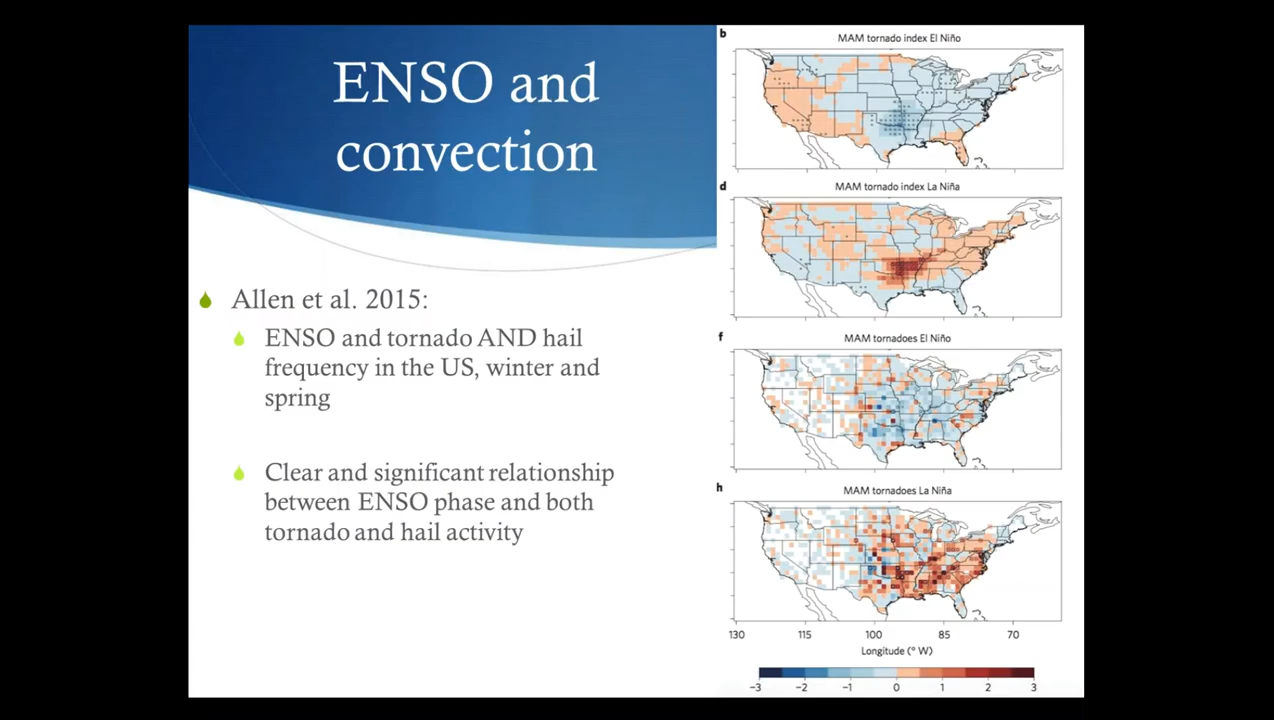 ENSO and
convection
Allen et al. 2015:
ENSO and tornado AND hail
frequency in the US, winter and
spring
Clear and significant relationship
between ENSO phase and both
tornado and hail activity
b
MAM tornado index El Niño
d
MAM tornado index La Niña
f
MAM tornadoes El Niño
h
MAM tornadoes La Niña
130 115 100 85 70
Longitude (° W)
−3 −2 −1 0 1 2 3